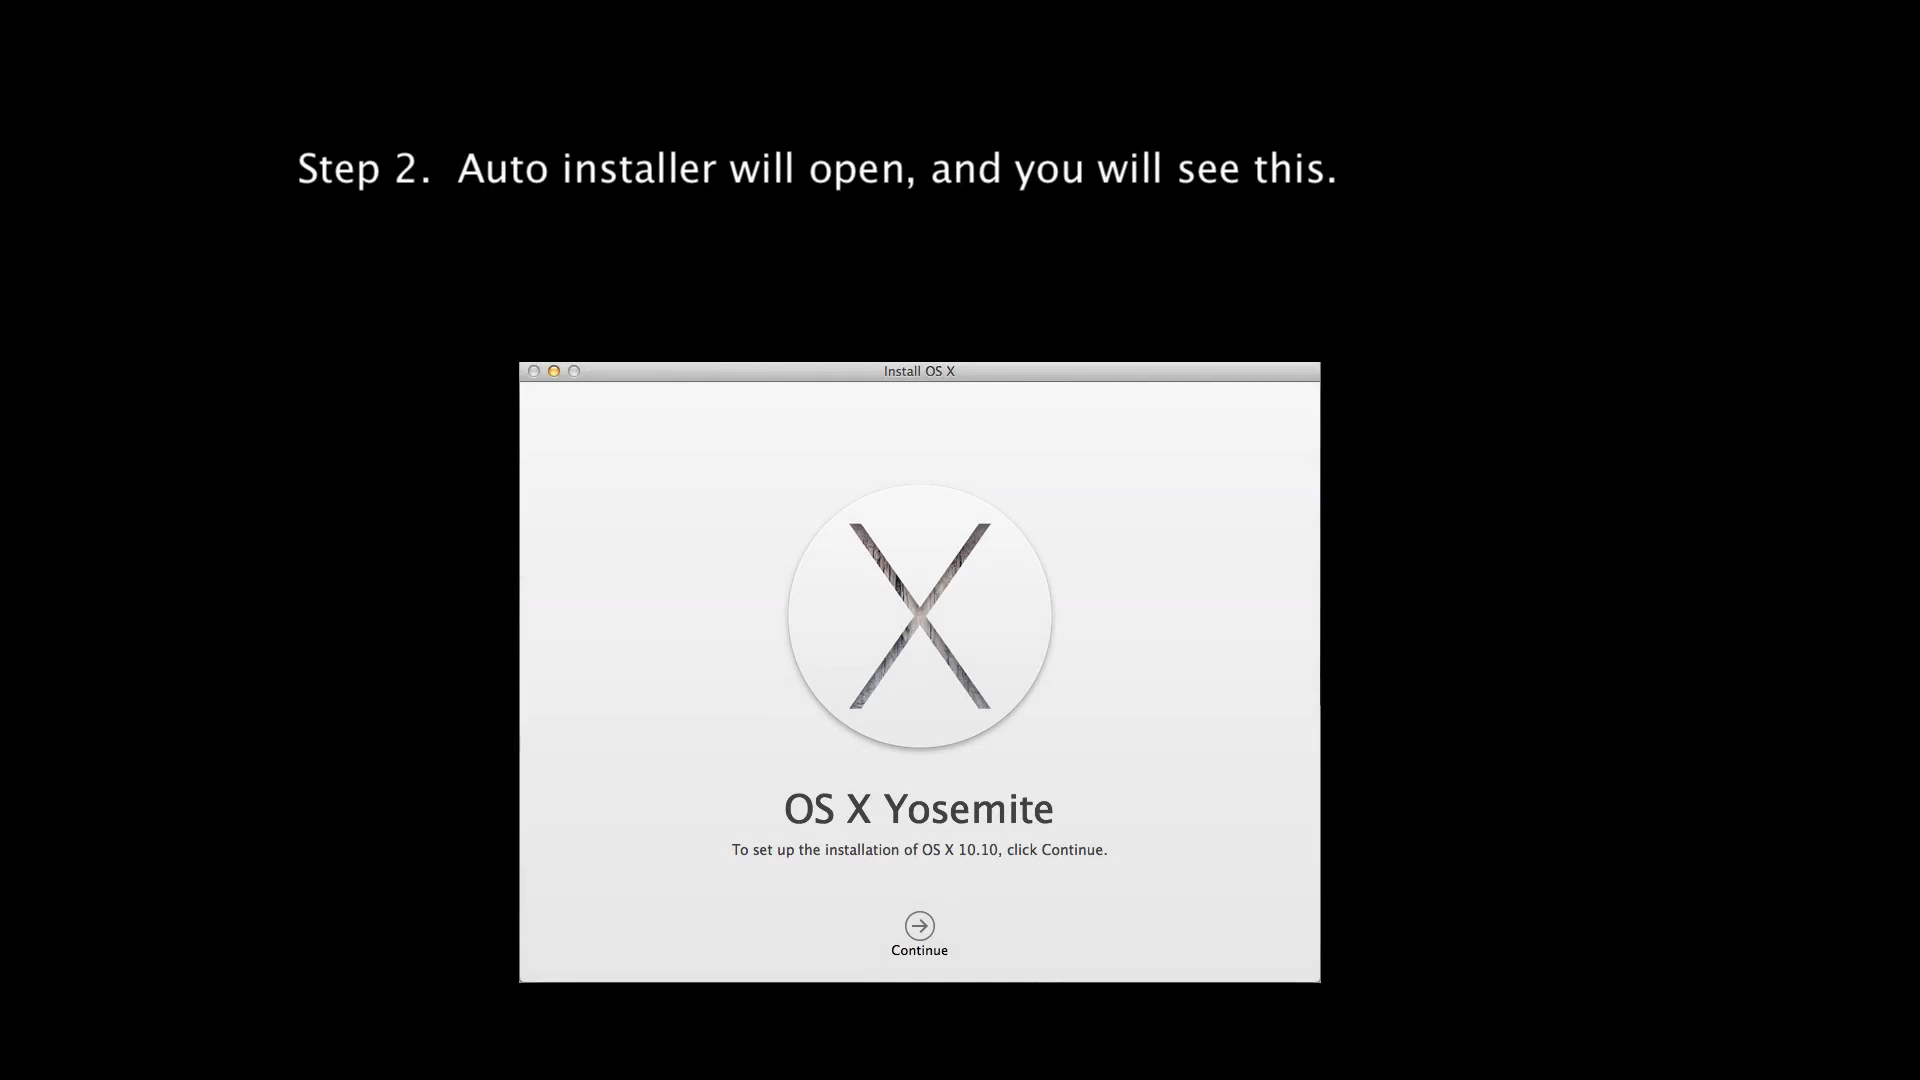 Step 2.  Auto installer will open, and you will see this.
Install OS X
OS X Yosemite
To set up the installation of OS X 10.10, click Continue.
Continue